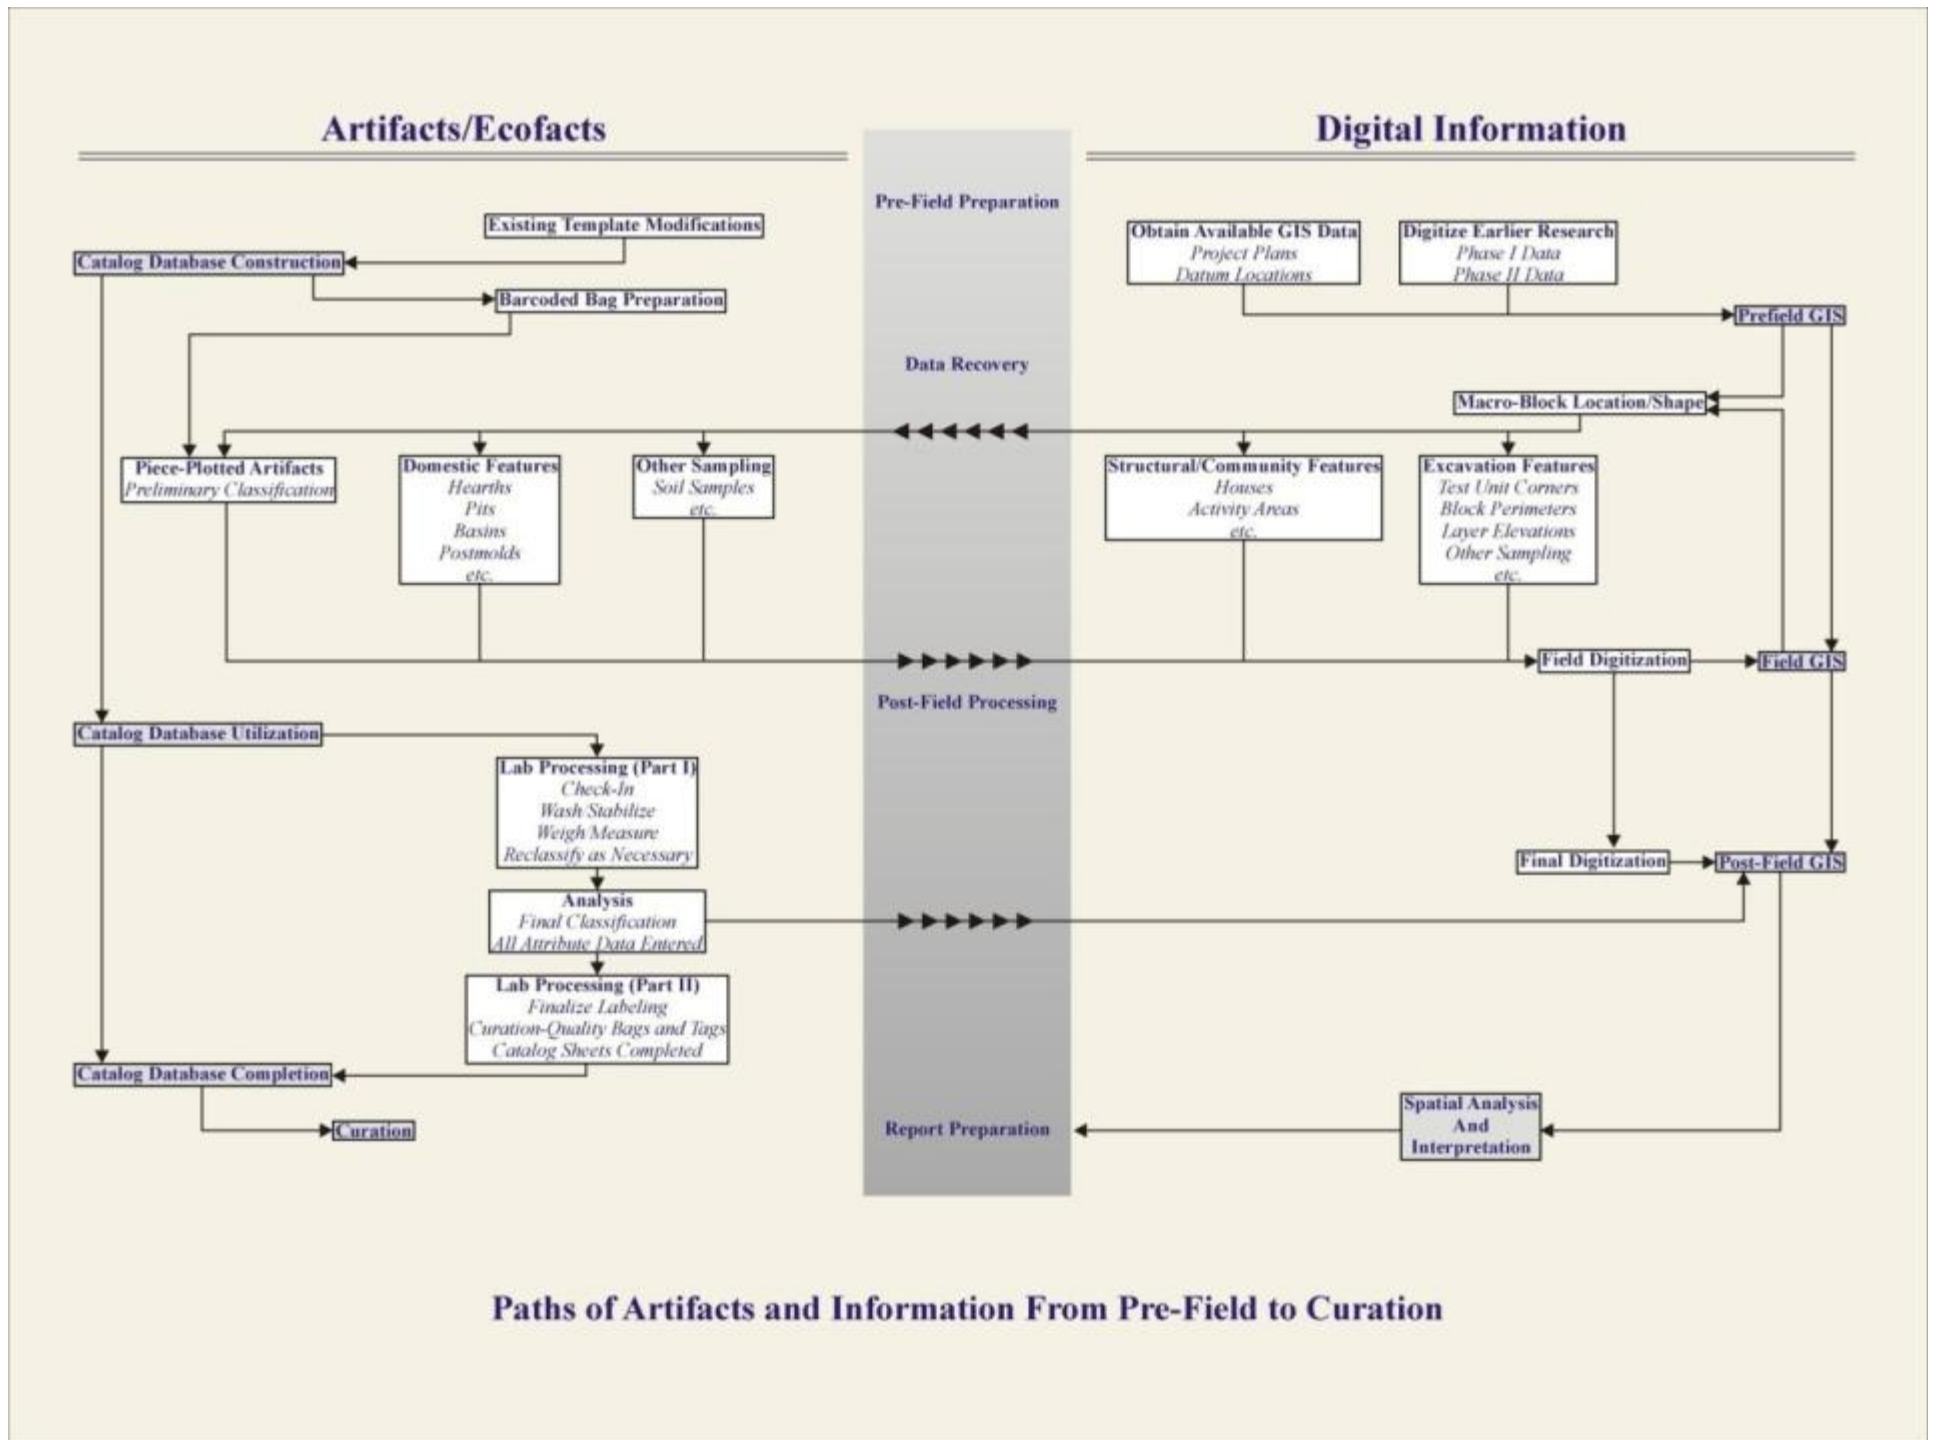 Artifacts/Ecofacts
Digital Information
Pre-Field Preparation
Existing Template Modifications
Catalog Database Construction
Barcoded Bag Preparation
Obtain Available GIS Data
Project Plans
Datum Locations
Digitize Earlier Research
Phase I Data
Phase II Data
Prefield GIS
Data Recovery
Macro-Block Location/Shape
Piece-Plotted Artifacts
Preliminary Classification
Domestic Features
Hearths
Pits
Basins
Postmolds
etc.
Other Sampling
Soil Samples
etc.
Structural/Community Features
Houses
Activity Areas
etc.
Excavation Features
Test Unit Corners
Block Perimeters
Layer Elevations
Other Sampling
etc.
Field Digitization
Field GIS
Post-Field Processing
Catalog Database Utilization
Lab Processing (Part I)
Check-In
Wash/Stabilize
Weigh/Measure
Reclassify as Necessary
Final Digitization
Post-Field GIS
Analysis
Final Classification
All Attribute Data Entered
Lab Processing (Part II)
Finalize Labeling
Curation-Quality Bags and Tags
Catalog Sheets Completed
Catalog Database Completion
Curation
Report Preparation
Spatial Analysis
And
Interpretation
Paths of Artifacts and Information From Pre-Field to Curation